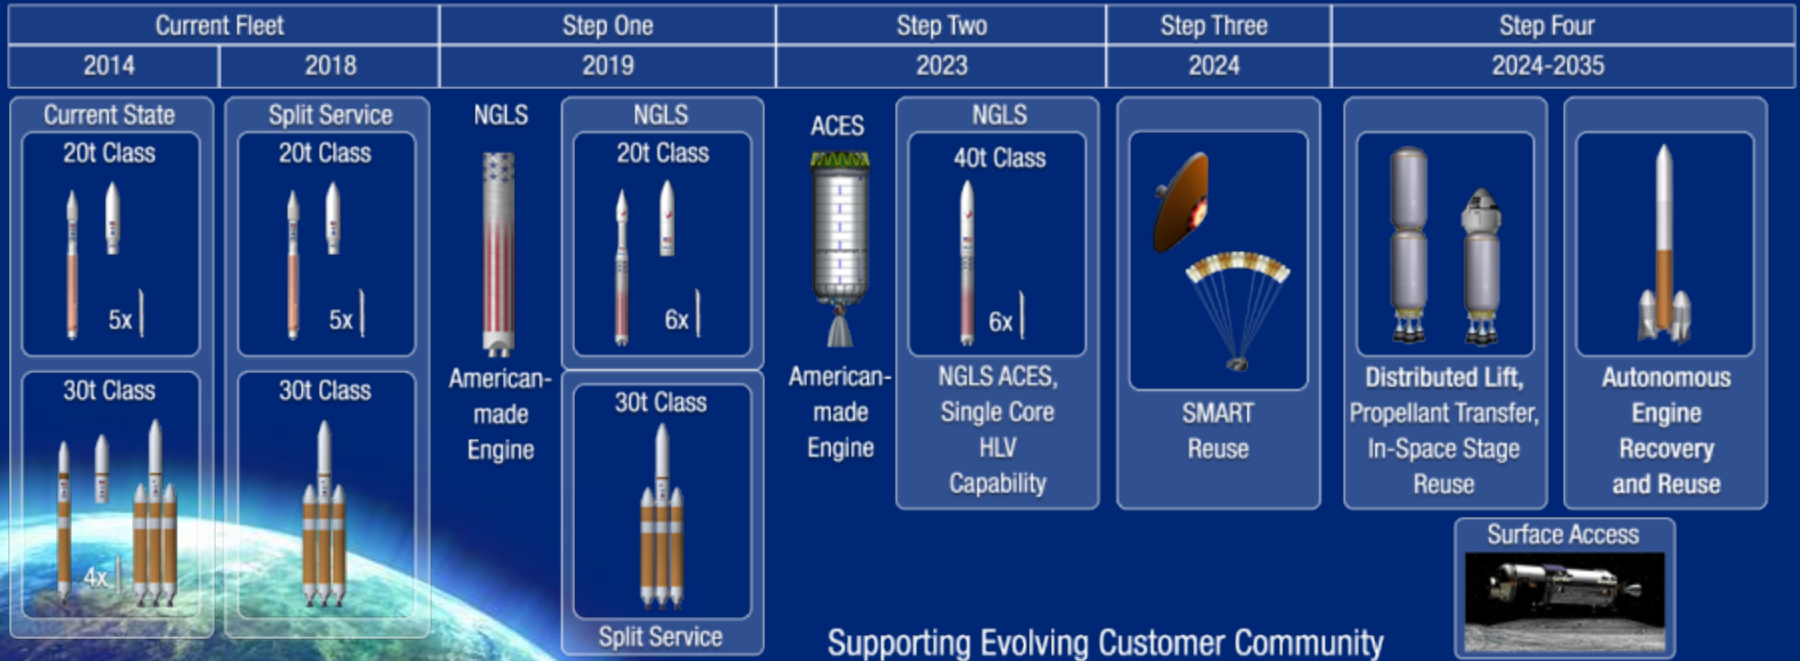 Current Fleet
Step One
Step Two
Step Three
Step Four
2014
2018
2019
2023
2024
2024-2035
Current State
20t Class
5x
30t Class
4x
Split Service
20t Class
5x
30t Class
NGLS
American-
made
Engine
NGLS
20t Class
6x
30t Class
Split Service
ACES
American-
made
Engine
NGLS
40t Class
6x
NGLS ACES,
Single Core
HLV
Capability
SMART
Reuse
Distributed Lift,
Propellant Transfer,
In-Space Stage
Reuse
Autonomous
Engine
Recovery
and Reuse
Surface Access
Supporting Evolving Customer Community